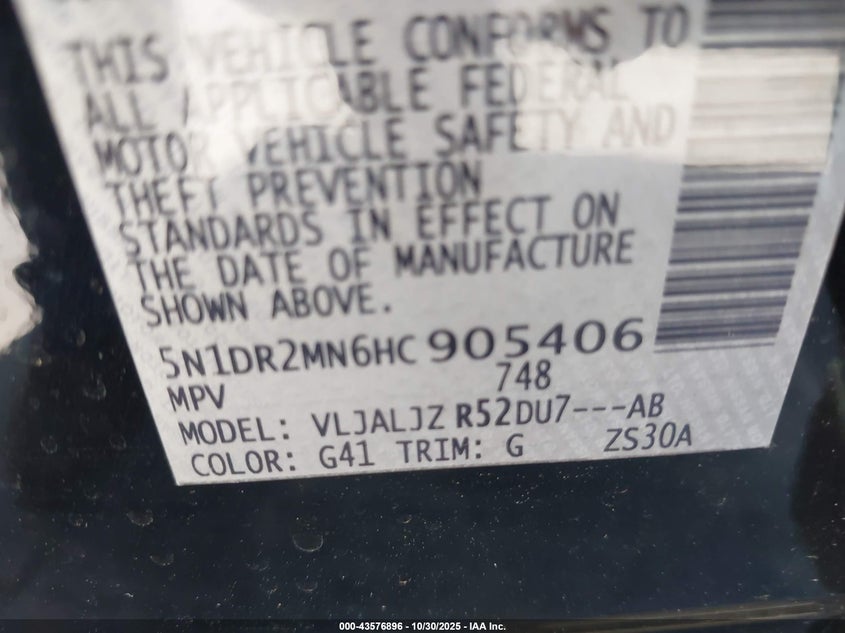 THIS VEHICLE CONFORMS TO
ALL APPLICABLE FEDERAL
MOTOR VEHICLE SAFETY AND
THEFT PREVENTION
STANDARDS IN EFFECT ON
THE DATE OF MANUFACTURE
SHOWN ABOVE.
5N1DR2MN6HC 905406
MPV 748
MODEL: VLJALJZ R52DU7---AB
COLOR: G41 TRIM: G ZS30A
000-43576896 - 10/30/2025 - IAA Inc.